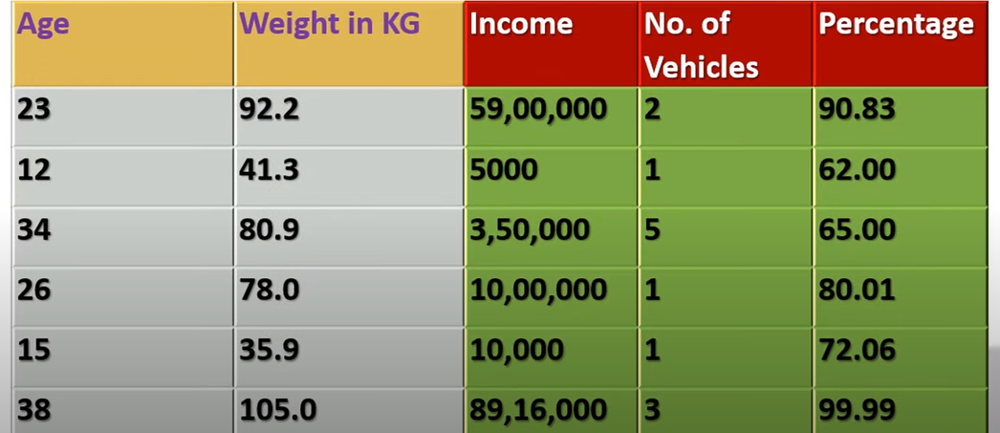 Age Weight in KG Income No. of Vehicles Percentage
23 92.2 59,00,000 2 90.83
12 41.3 5000 1 62.00
34 80.9 3,50,000 5 65.00
26 78.0 10,00,000 1 80.01
15 35.9 10,000 1 72.06
38 105.0 89,16,000 3 99.99